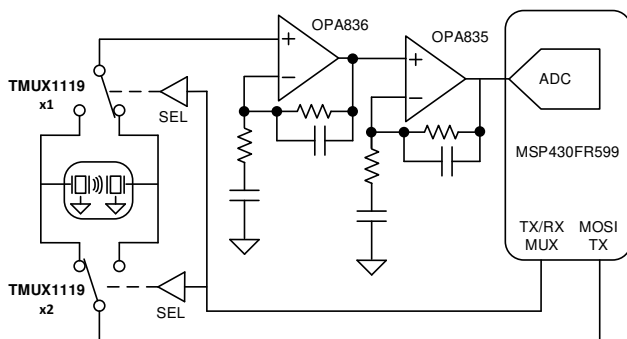 OPA836
OPA835
TMUX1119
x1
SEL
ADC
MSP430FR599
TX/RX
MUX
MOSI
TX
TMUX1119
x2
SEL
+
−
+
−